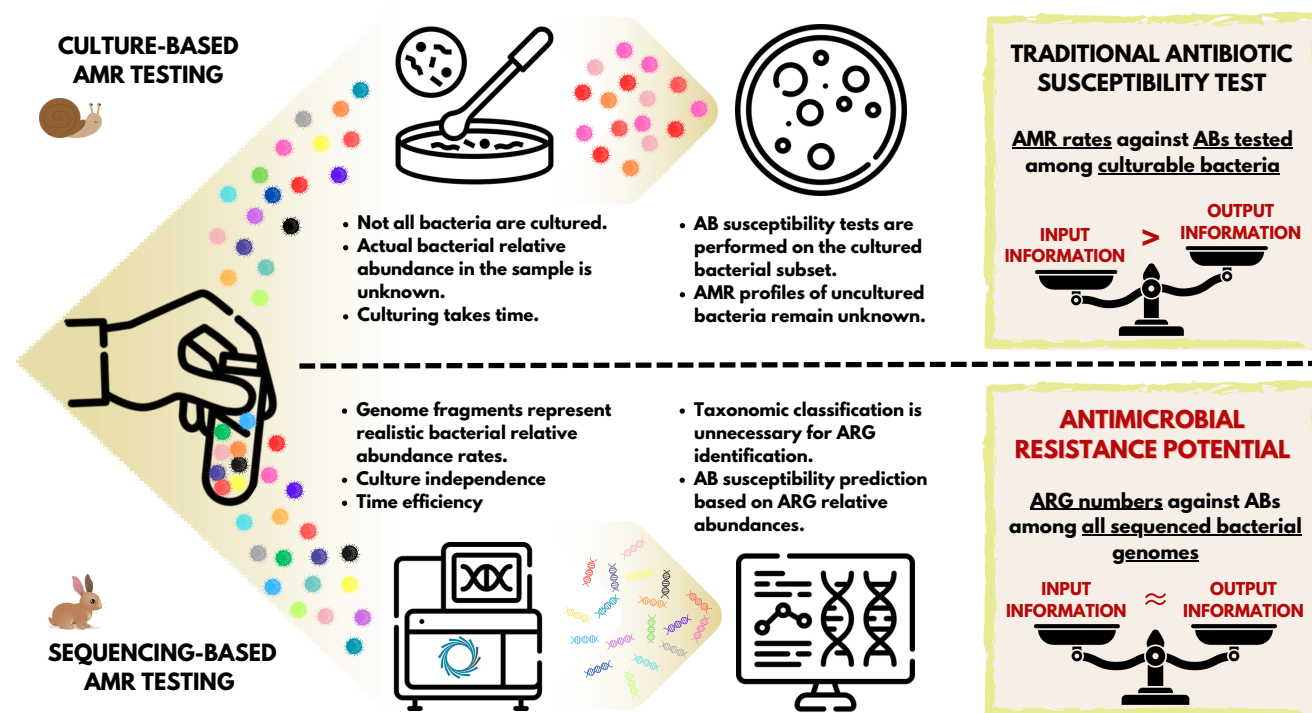 CULTURE-BASED
AMR TESTING
• Not all bacteria are cultured.
• Actual bacterial relative
abundance in the sample is
unknown.
• Culturing takes time.
• AB susceptibility tests are
performed on the cultured
bacterial subset.
• AMR profiles of uncultured
bacteria remain unknown.
TRADITIONAL ANTIBIOTIC
SUSCEPTIBILITY TEST
AMR rates against ABs tested
among culturable bacteria
INPUT
INFORMATION
>
OUTPUT
INFORMATION
• Genome fragments represent
realistic bacterial relative
abundance rates.
• Culture independence
• Time efficiency
• Taxonomic classification is
unnecessary for ARG
identification.
• AB susceptibility prediction
based on ARG relative
abundances.
SEQUENCING-BASED
AMR TESTING
ANTIMICROBIAL
RESISTANCE POTENTIAL
ARG numbers against ABs
among all sequenced bacterial
genomes
INPUT
INFORMATION
≈
OUTPUT
INFORMATION